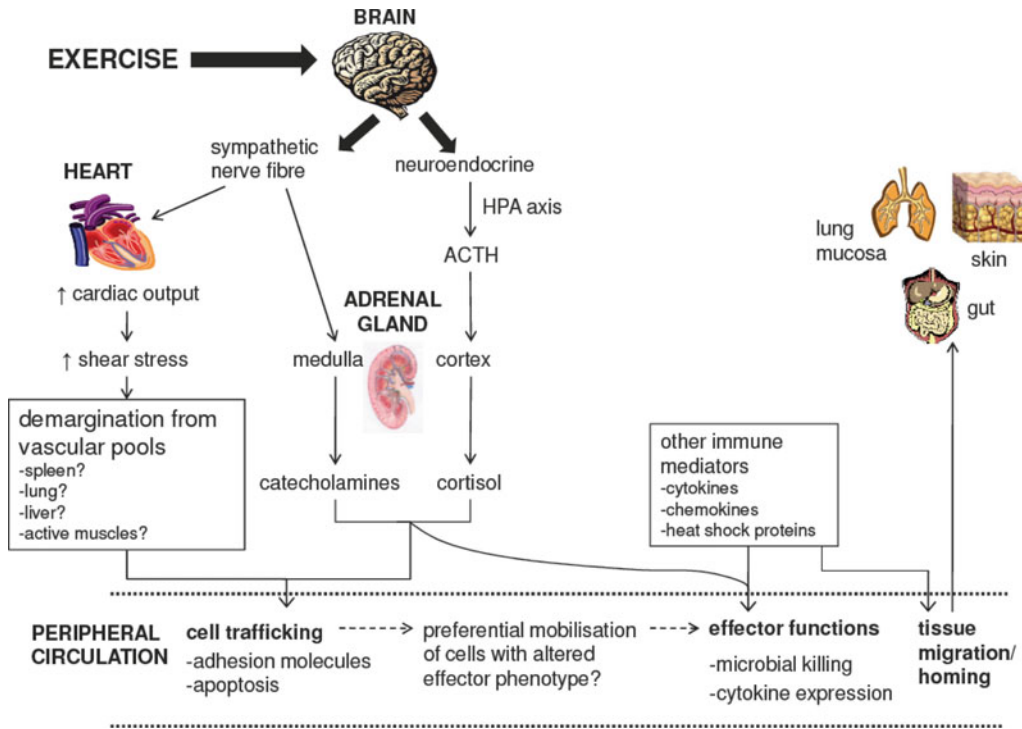 BRAIN
EXERCISE
sympathetic
nerve fibre
neuroendocrine
HEART
HPA axis
ACTH
lung
mucosa
skin
gut
↑ cardiac output
ADRENAL
GLAND
↑ shear stress
medulla
cortex
demargination from
vascular pools
-spleen?
-lung?
-liver?
-active muscles?
catecholamines
cortisol
other immune
mediators
-cytokines
-chemokines
-heat shock proteins
PERIPHERAL
CIRCULATION
cell trafficking
-adhesion molecules
-apoptosis
preferential mobilisation
of cells with altered
effector phenotype?
effector functions
-microbial killing
-cytokine expression
tissue
migration/
homing